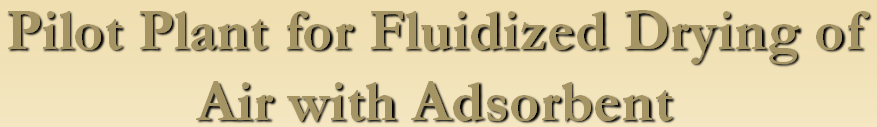 Pilot Plant for Fluidized Drying of
Air with Adsorbent